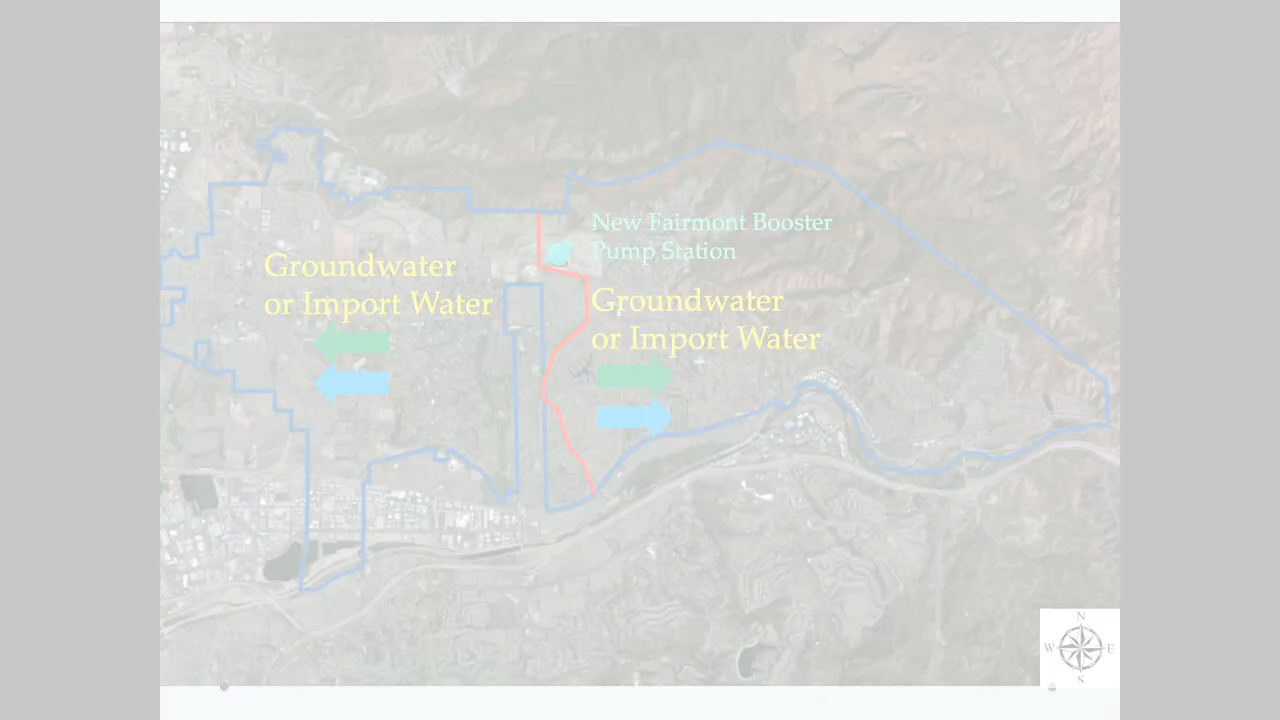 New Fairmont Booster
Pump Station
Groundwater
or Import Water
Groundwater
or Import Water
N
W E
S